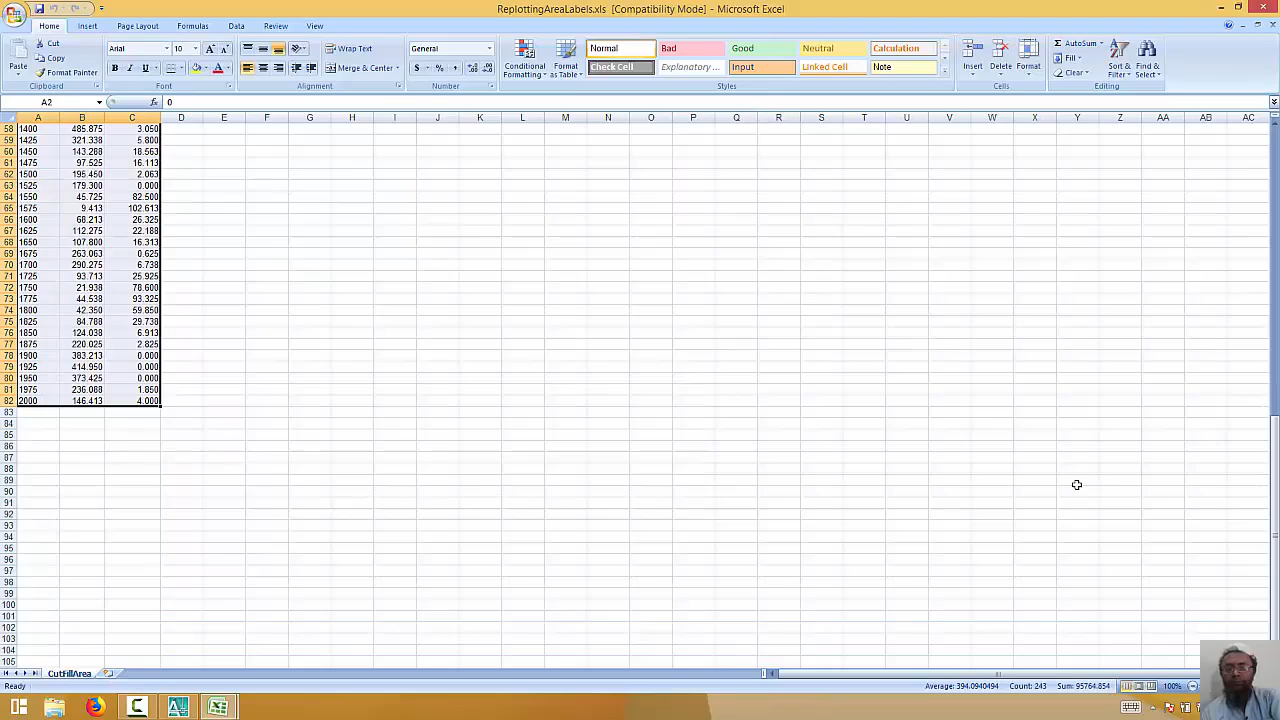 ReplottingAreaLabels.xls [Compatibility Mode] - Microsoft Excel
Home Insert Page Layout Formulas Data Review View
Paste Cut Copy Format Painter Clipboard
Arial 10 B I U A Font
Wrap Text Merge & Center Alignment
General $ % , Number
Conditional Formatting Format as Table
Normal Bad Good Neutral Calculation
Check Cell Explanatory ... Input Linked Cell Note
Styles
Insert Delete Format Cells
Σ AutoSum Fill Clear Sort & Filter Find & Select Editing
A2 fx 0
A B C D E F G H I J K L M N O P Q R S T U V W X Y Z AA AB AC
58 1400 485.875 3.050
59 1425 321.338 5.800
60 1450 143.288 18.563
61 1475 97.525 16.113
62 1500 195.450 2.063
63 1525 179.300 0.000
64 1550 45.725 82.500
65 1575 9.413 102.613
66 1600 68.213 26.325
67 1625 112.275 22.188
68 1650 107.800 16.313
69 1675 263.063 0.625
70 1700 290.275 6.738
71 1725 93.713 25.925
72 1750 21.938 78.600
73 1775 44.538 93.325
74 1800 42.350 59.850
75 1825 84.788 29.738
76 1850 124.038 6.913
77 1875 220.025 2.825
78 1900 383.213 0.000
79 1925 414.950 0.000
80 1950 373.425 0.000
81 1975 236.088 1.850
82 2000 146.413 4.000
83
84
85
86
87
88
89
90
91
92
93
94
95
96
97
98
99
100
101
102
103
104
105
CutFillArea
Ready Average: 394.0940494 Count: 243 Sum: 95764.854 100%